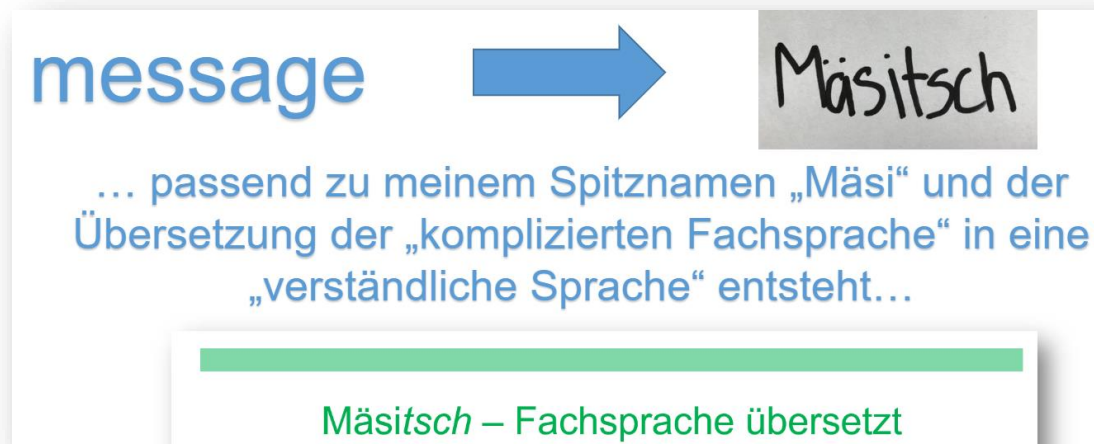 message
Mäsitsch
… passend zu meinem Spitznamen „Mäsi“ und der
Übersetzung der „komplizierten Fachsprache“ in eine
„verständliche Sprache“ entsteht…
Mäsitsch – Fachsprache übersetzt